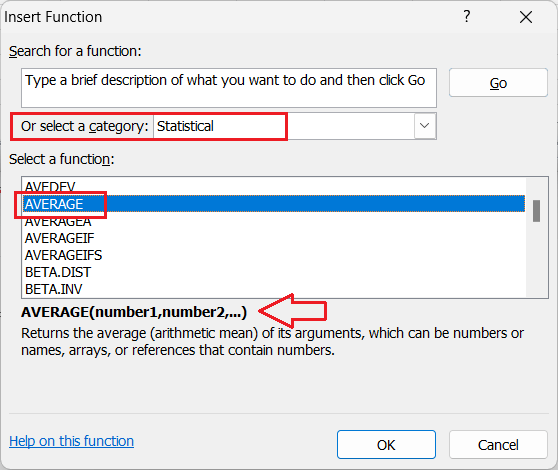 Insert Function
?
Search for a function:
Type a brief description of what you want to do and then click Go
Go
Or select a category: Statistical
Select a function:
AVEDEV
AVERAGE
AVERAGEA
AVERAGEIF
AVERAGEIFS
BETA.DIST
BETA.INV
AVERAGE(number1,number2,...)
Returns the average (arithmetic mean) of its arguments, which can be numbers or
names, arrays, or references that contain numbers.
Help on this function
OK
Cancel